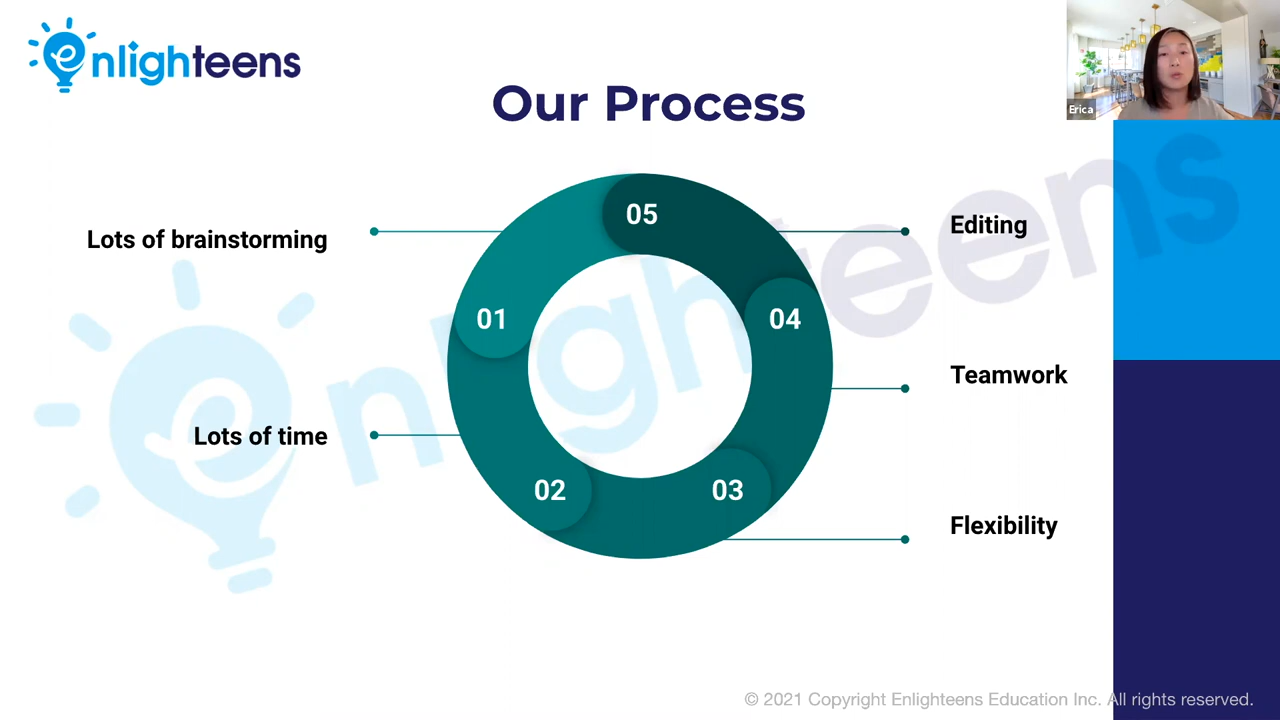 enlighteens
Our Process
Erica
Lots of brainstorming
Lots of time
01
02
03
04
05
Editing
Teamwork
Flexibility
enlighteens
© 2021 Copyright Enlighteens Education Inc. All rights reserved.